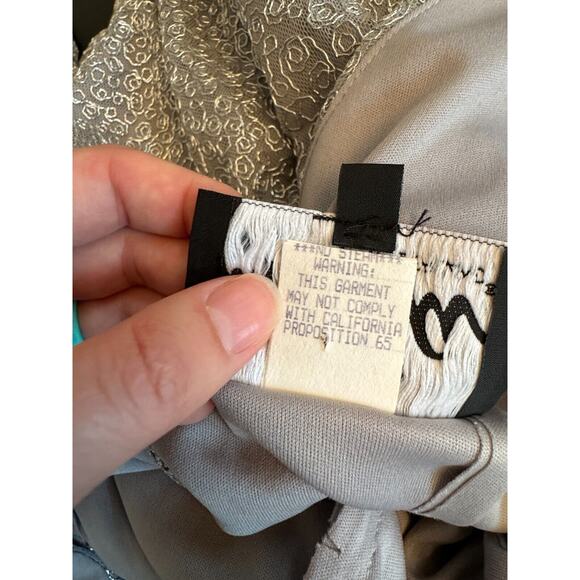 ***NO STEAM***
WARNING:
THIS GARMENT
MAY NOT COMPLY
WITH CALIFORNIA
PROPOSITION 65